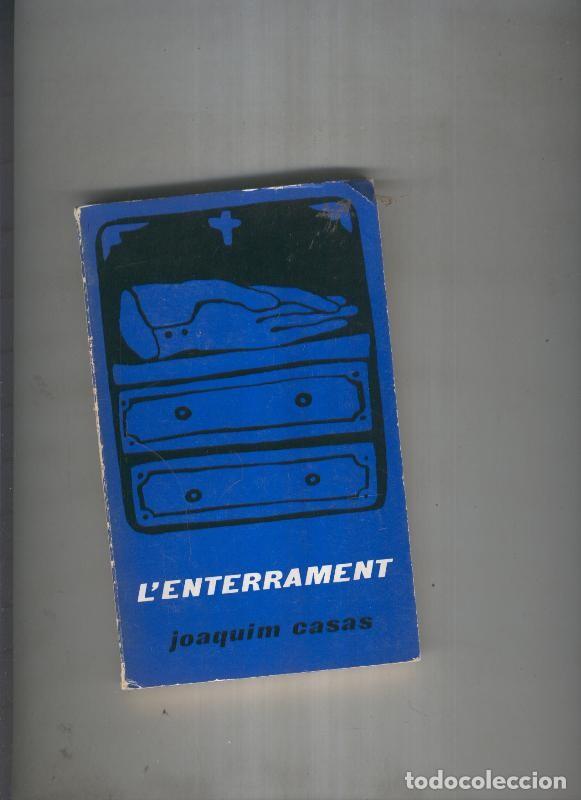 L'ENTERRAMENT
joaquim casas
todocoleccion